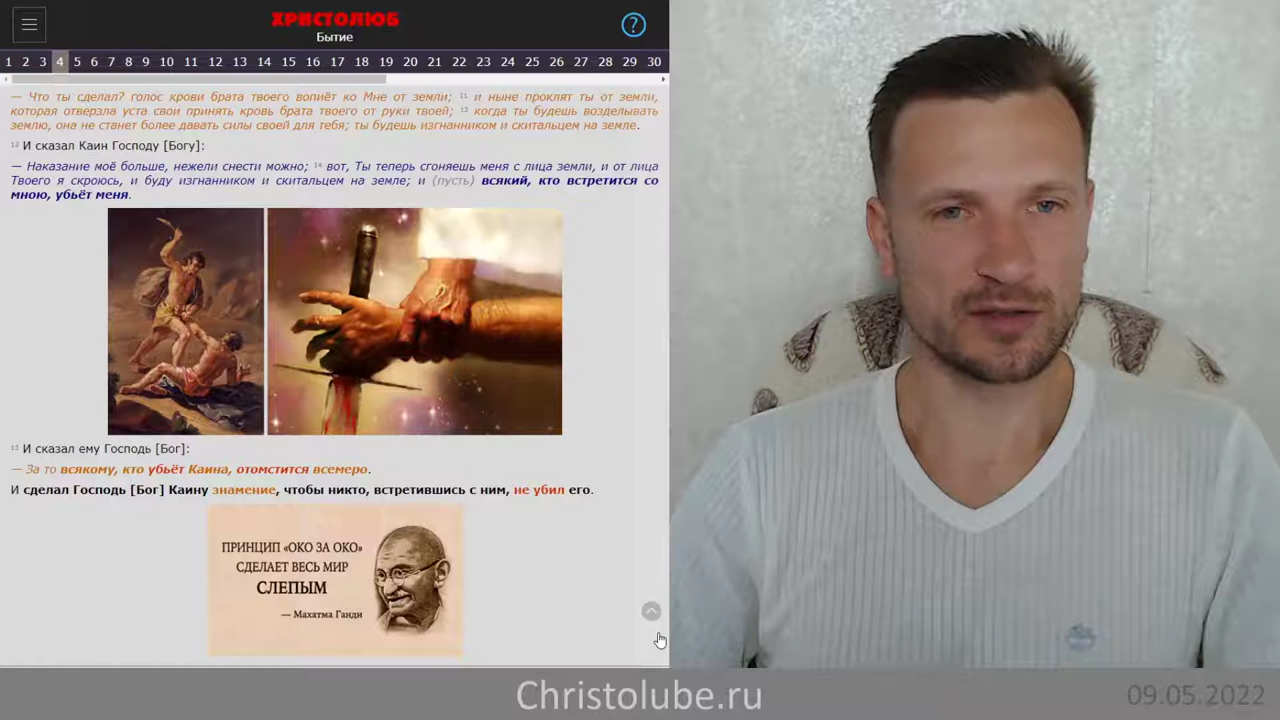 ХРИСТОЛЮБ
Бытие
?
1 2 3 4 5 6 7 8 9 10 11 12 13 14 15 16 17 18 19 20 21 22 23 24 25 26 27 28 29 30
— Что ты сделал? голос крови брата твоего вопиёт ко Мне от земли; 11 и ныне проклят ты от земли,
которая отверзла уста свои принять кровь брата твоего от руки твоей; 12 когда ты будешь возделывать
землю, она не станет более давать силы своей для тебя; ты будешь изгнанником и скитальцем на земле.
13 И сказал Каин Господу [Богу]:
— Наказание моё больше, нежели снести можно; 14 вот, Ты теперь сгоняешь меня с лица земли, и от лица
Твоего я скроюсь, и буду изгнанником и скитальцем на земле; и (пусть) всякий, кто встретится со
мною, убьёт меня.
15 И сказал ему Господь [Бог]:
— За то всякому, кто убьёт Каина, отомстится всемеро.
И сделал Господь [Бог] Каину знамение, чтобы никто, встретившись с ним, не убил его.
ПРИНЦИП «ОКО ЗА ОКО»
СДЕЛАЕТ ВЕСЬ МИР
СЛЕПЫМ
— Махатма Ганди
Christolube.ru
09.05.2022